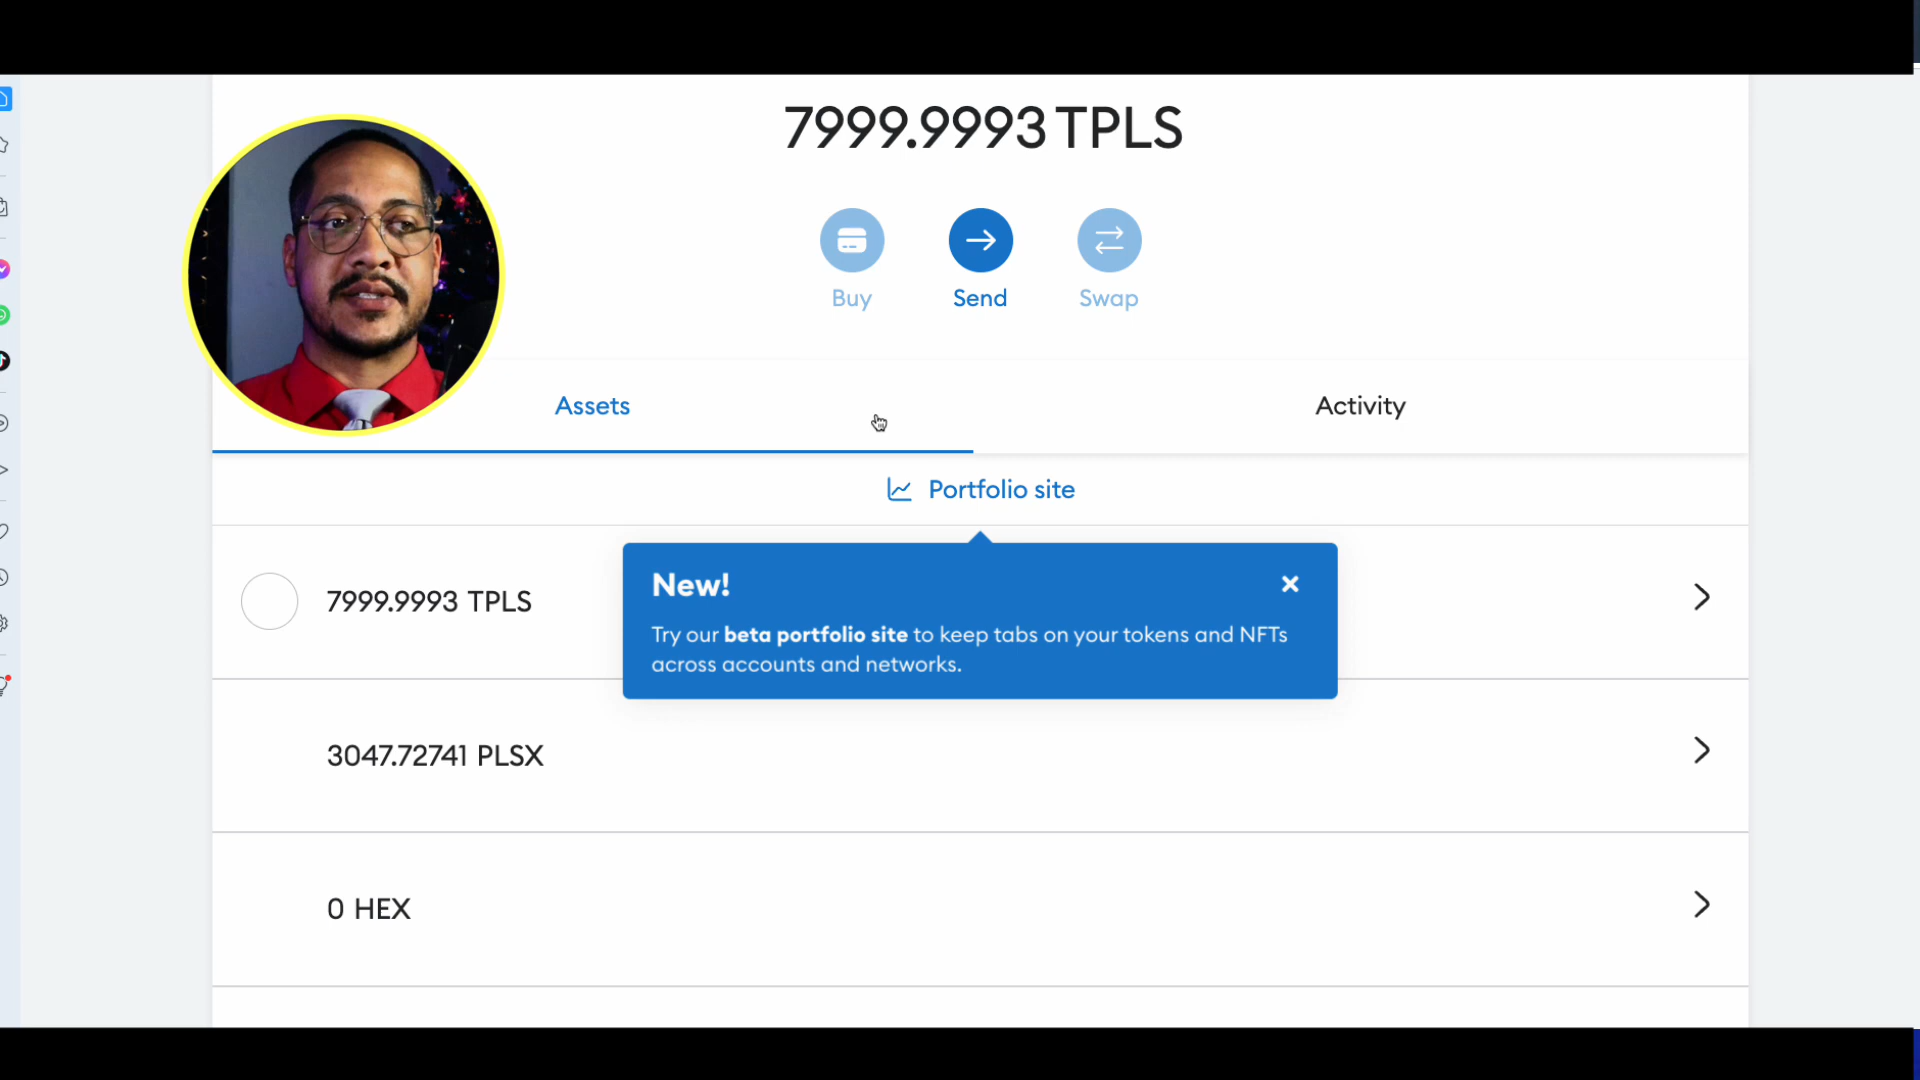 7999.9993 TPLS
Buy
Send
Swap
Assets
Activity
Portfolio site
New!
Try our beta portfolio site to keep tabs on your tokens and NFTs
across accounts and networks.
7999.9993 TPLS
3047.72741 PLSX
0 HEX